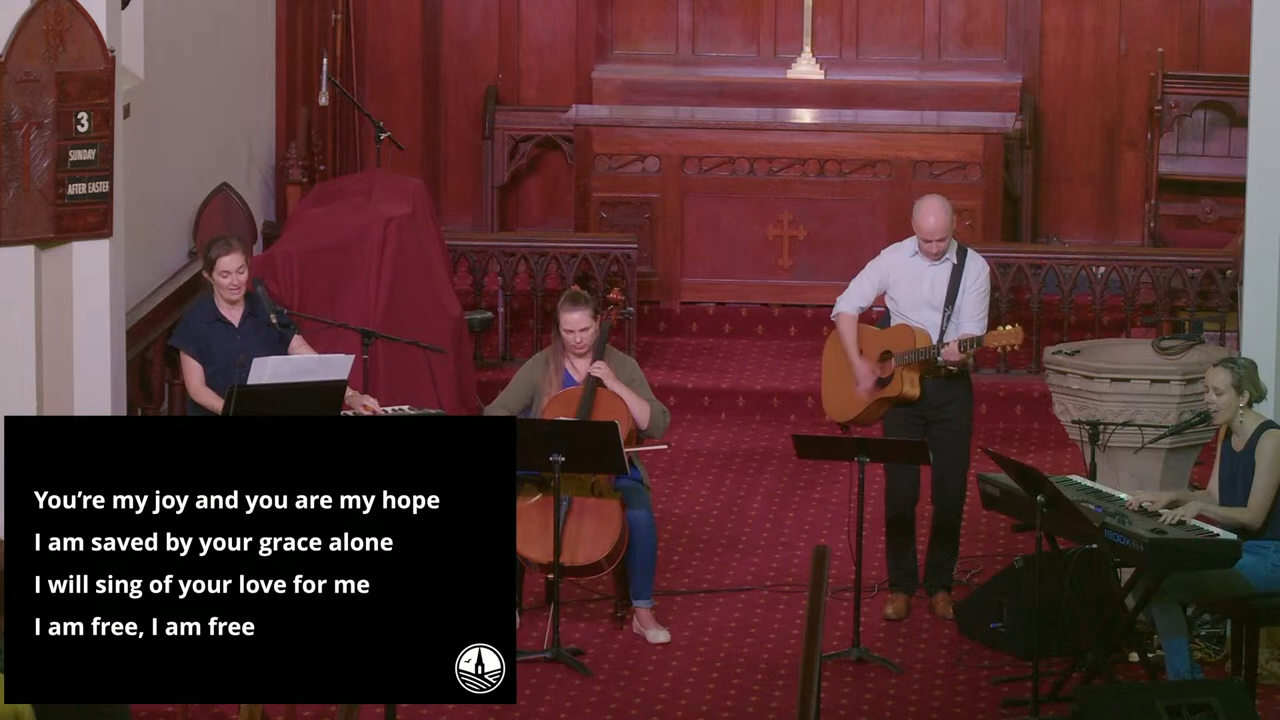 3
SUNDAY
AFTER EASTER
You're my joy and you are my hope
I am saved by your grace alone
I will sing of your love for me
I am free, I am free
MODX8+